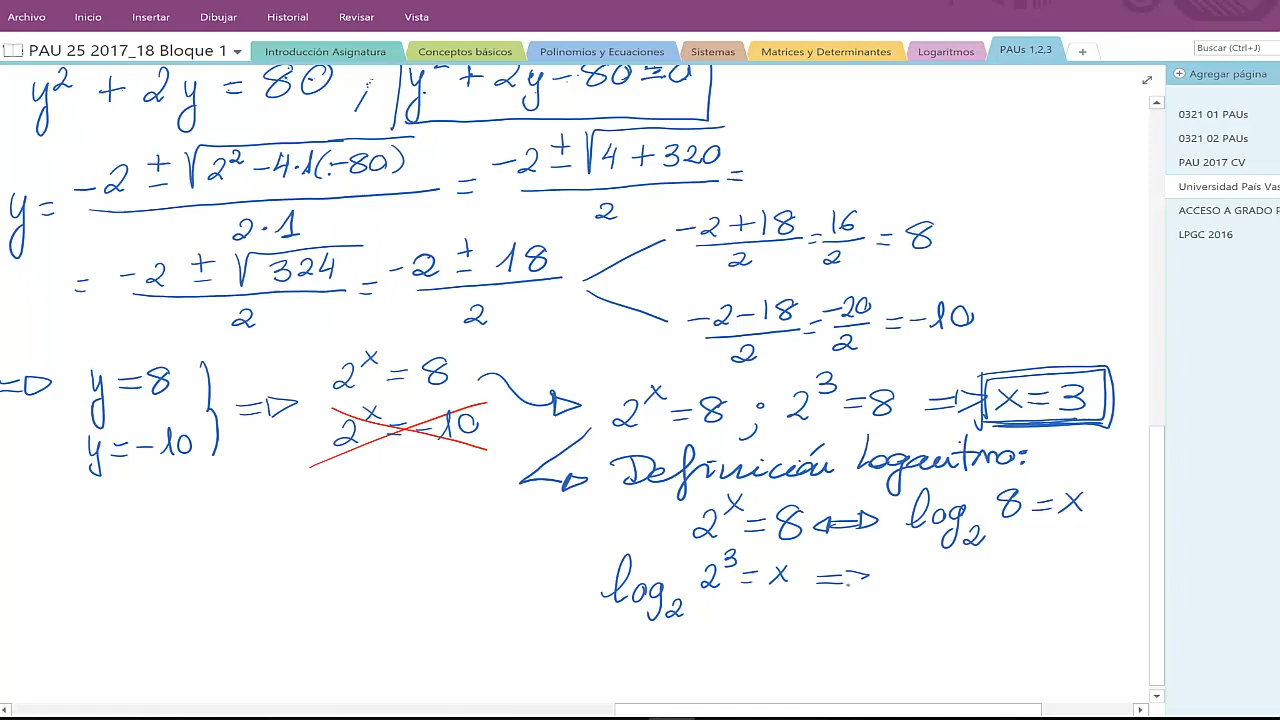 Archivo Inicio Insertar Dibujar Historial Revisar Vista
PAU 25 2017_18 Bloque 1 Introducción Asignatura Conceptos básicos Polinomios y Ecuaciones Sistemas Matrices y Determinantes Logaritmos PAUs 1,2,3 + Buscar (Ctrl+J)
Agregar página
0321 01 PAUs
0321 02 PAUs
PAU 2017 CV
Universidad País Vas
ACCESO A GRADO P
LPGC 2016
y² + 2y = 80 ; y² + 2y - 80 = 0
y = (-2 ± √(2² - 4·1(-80)))/(2·1) = (-2 ± √(4 + 320))/2 =
= (-2 ± √324)/2 = (-2 ± 18)/2
(-2+18)/2 = 16/2 = 8
(-2-18)/2 = -20/2 = -10
⇒ y = 8
y = -10
⇒ 2^x = 8
2^x = -10
2^x = 8 ; 2³ = 8 ⇒ x = 3
Definición Logaritmo:
2^x = 8 ⇔ log₂ 8 = x
log₂ 2³ = x ⇒